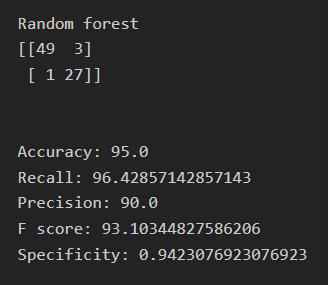 Random forest
[[49  3]
 [ 1 27]]
Accuracy: 95.0
Recall: 96.42857142857143
Precision: 90.0
F score: 93.10344827586206
Specificity: 0.9423076923076923